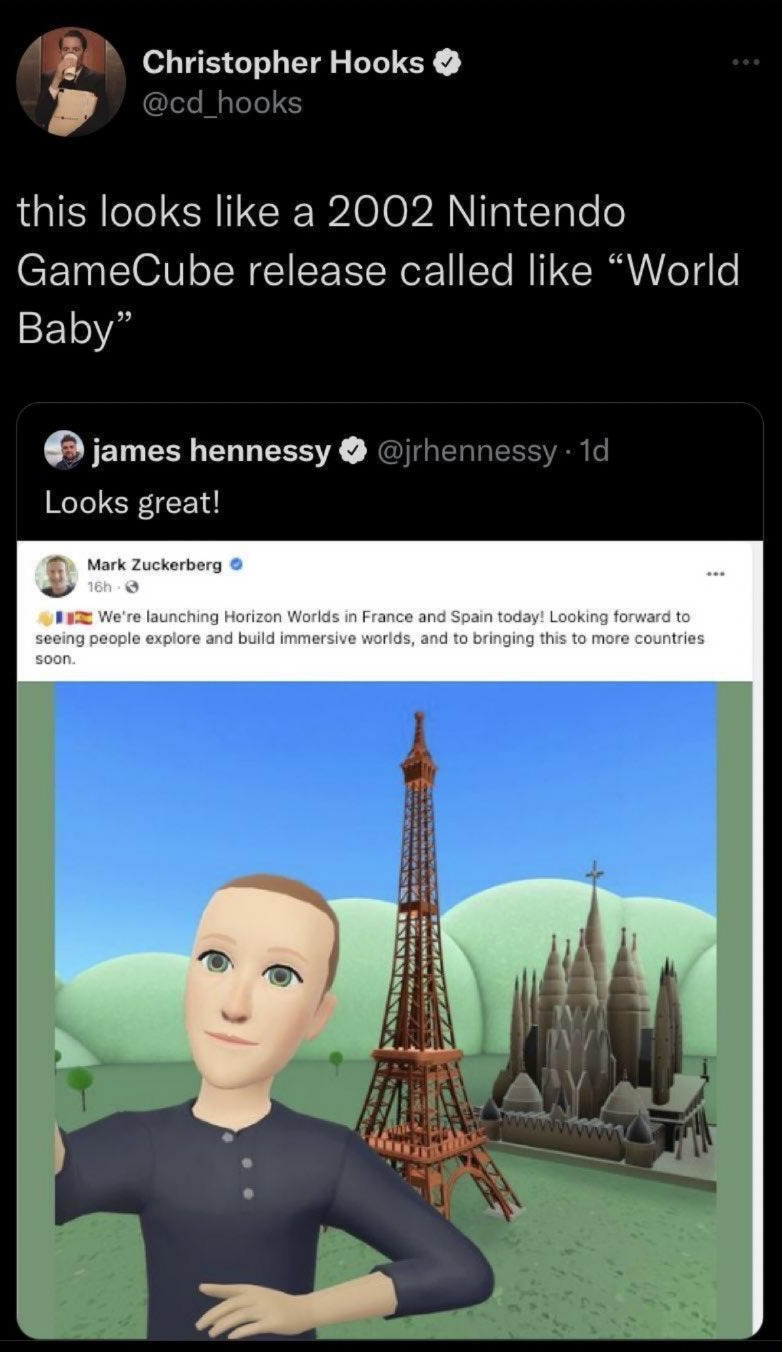 Christopher Hooks
@cd_hooks
this looks like a 2002 Nintendo
GameCube release called like “World
Baby”
james hennessy @jrhennessy · 1d
Looks great!
Mark Zuckerberg
16h ·
👋🇫🇷🇪🇸 We're launching Horizon Worlds in France and Spain today! Looking forward to
seeing people explore and build immersive worlds, and to bringing this to more countries
soon.